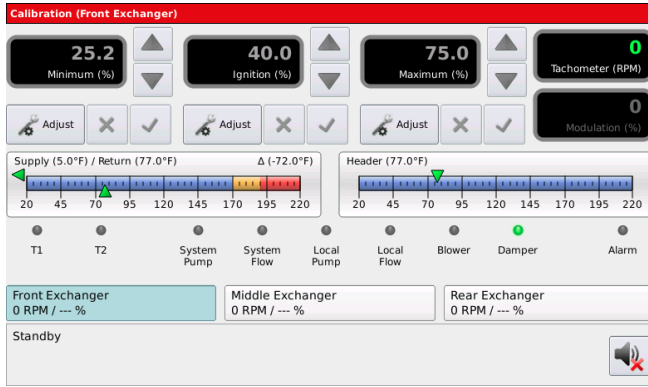 Calibration (Front Exchanger)
25.2
Minimum (%)
40.0
Ignition (%)
75.0
Maximum (%)
0
Tachometer (RPM)
Adjust
Adjust
Adjust
0
Modulation (%)
Supply (5.0°F) / Return (77.0°F)
Δ (-72.0°F)
20 45 70 95 120 145 170 195 220
Header (77.0°F)
20 45 70 95 120 145 170 195 220
T1
T2
System
Pump
System
Flow
Local
Pump
Local
Flow
Blower
Damper
Alarm
Front Exchanger
0 RPM / --- %
Middle Exchanger
0 RPM / --- %
Rear Exchanger
0 RPM / --- %
Standby